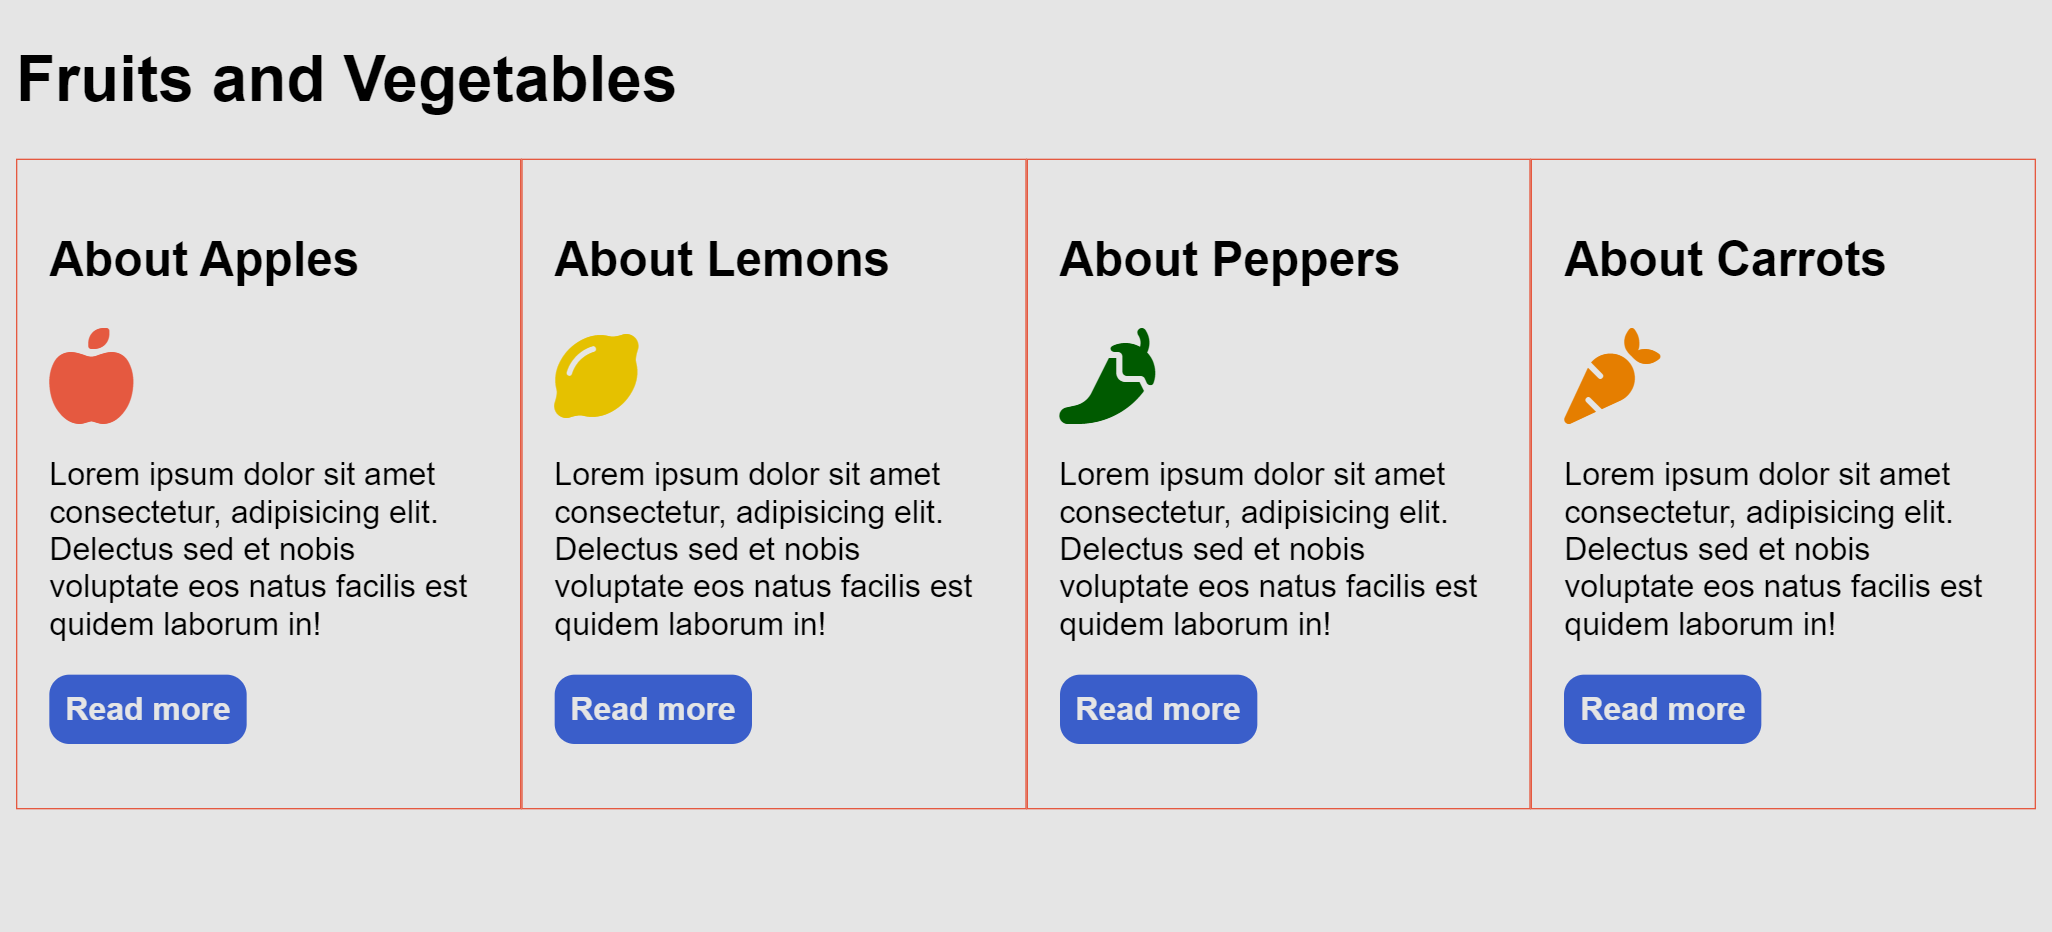 Fruits and Vegetables
About Apples
Lorem ipsum dolor sit amet
consectetur, adipisicing elit.
Delectus sed et nobis
voluptate eos natus facilis est
quidem laborum in!
Read more
About Lemons
Lorem ipsum dolor sit amet
consectetur, adipisicing elit.
Delectus sed et nobis
voluptate eos natus facilis est
quidem laborum in!
Read more
About Peppers
Lorem ipsum dolor sit amet
consectetur, adipisicing elit.
Delectus sed et nobis
voluptate eos natus facilis est
quidem laborum in!
Read more
About Carrots
Lorem ipsum dolor sit amet
consectetur, adipisicing elit.
Delectus sed et nobis
voluptate eos natus facilis est
quidem laborum in!
Read more